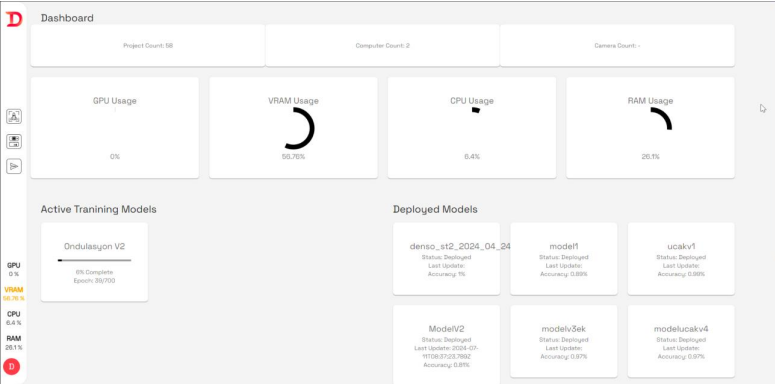 D
Dashboard
Project Count: 58
Computer Count: 2
Camera Count: -
GPU Usage
0%
VRAM Usage
56.76%
CPU Usage
6.4%
RAM Usage
26.1%
Active Tranining Models
Ondulasyon V2
6% Complete
Epoch: 39/700
Deployed Models
denso_st2_2024_04_24
Status: Deployed
Last Update:
Accuracy: 1%
model1
Status: Deployed
Last Update:
Accuracy: 0.89%
ucakv1
Status: Deployed
Last Update:
Accuracy: 0.98%
ModelV2
Status: Deployed
Last Update: 2024-07-
11T08:37:23.789Z
Accuracy: 0.81%
modelv3ek
Status: Deployed
Last Update:
Accuracy: 0.97%
modelucakv4
Status: Deployed
Last Update:
Accuracy: 0.97%
GPU
0 %
VRAM
56.76 %
CPU
6.4 %
RAM
26.1 %
D